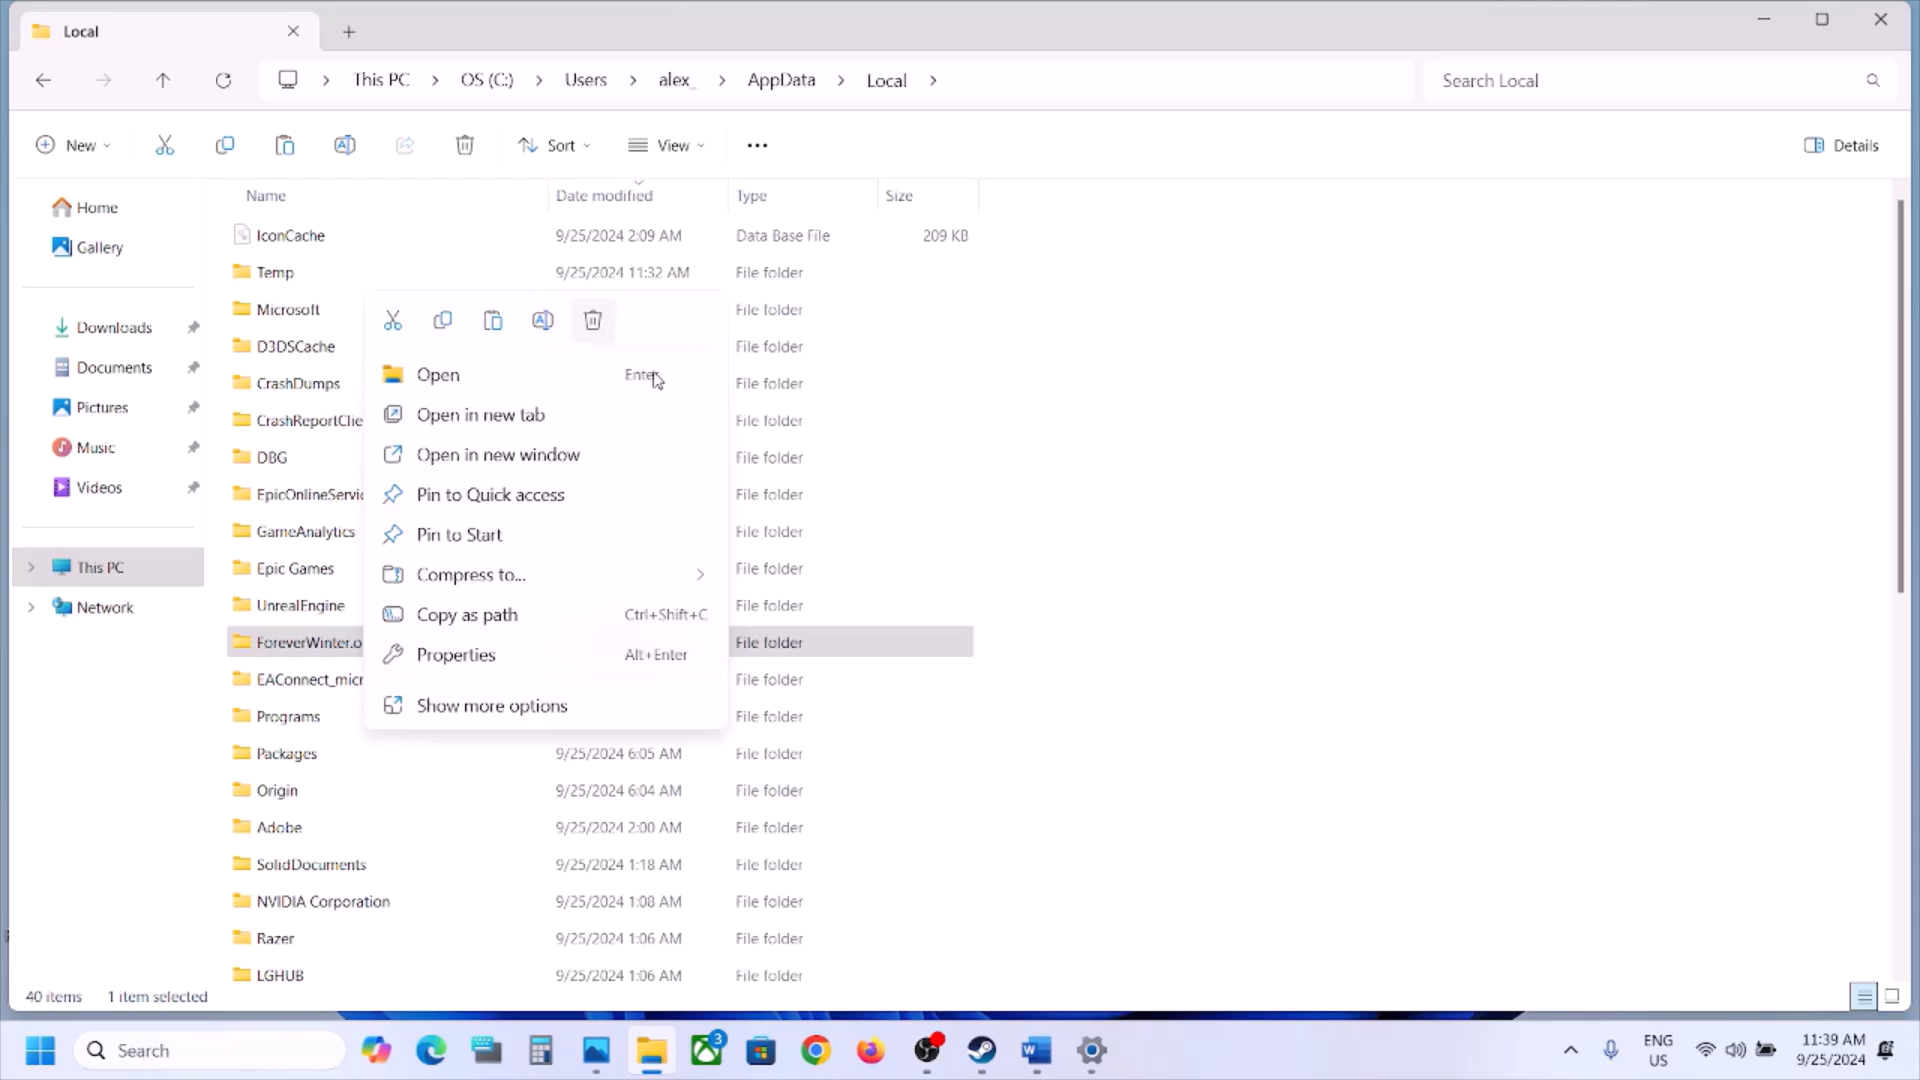 Local
This PC > OS (C:) > Users > alex_ > AppData > Local >
Search Local
New
Sort
View
Details
Name
Date modified
Type
Size
Home
Gallery
Downloads
Documents
Pictures
Music
Videos
This PC
Network
IconCache 9/25/2024 2:09 AM Data Base File 209 KB
Temp 9/25/2024 11:32 AM File folder
Microsoft File folder
D3DSCache File folder
CrashDumps File folder
CrashReportClie File folder
DBG File folder
EpicOnlineServic File folder
GameAnalytics File folder
Epic Games File folder
UnrealEngine File folder
ForeverWinter.o File folder
EAConnect_micr File folder
Programs File folder
Packages 9/25/2024 6:05 AM File folder
Origin 9/25/2024 6:04 AM File folder
Adobe 9/25/2024 2:00 AM File folder
SolidDocuments 9/25/2024 1:18 AM File folder
NVIDIA Corporation 9/25/2024 1:08 AM File folder
Razer 9/25/2024 1:06 AM File folder
LGHUB 9/25/2024 1:06 AM File folder
Open Enter
Open in new tab
Open in new window
Pin to Quick access
Pin to Start
Compress to...
Copy as path Ctrl+Shift+C
Properties Alt+Enter
Show more options
40 items 1 item selected
Search
3
ENG
US
11:39 AM
9/25/2024